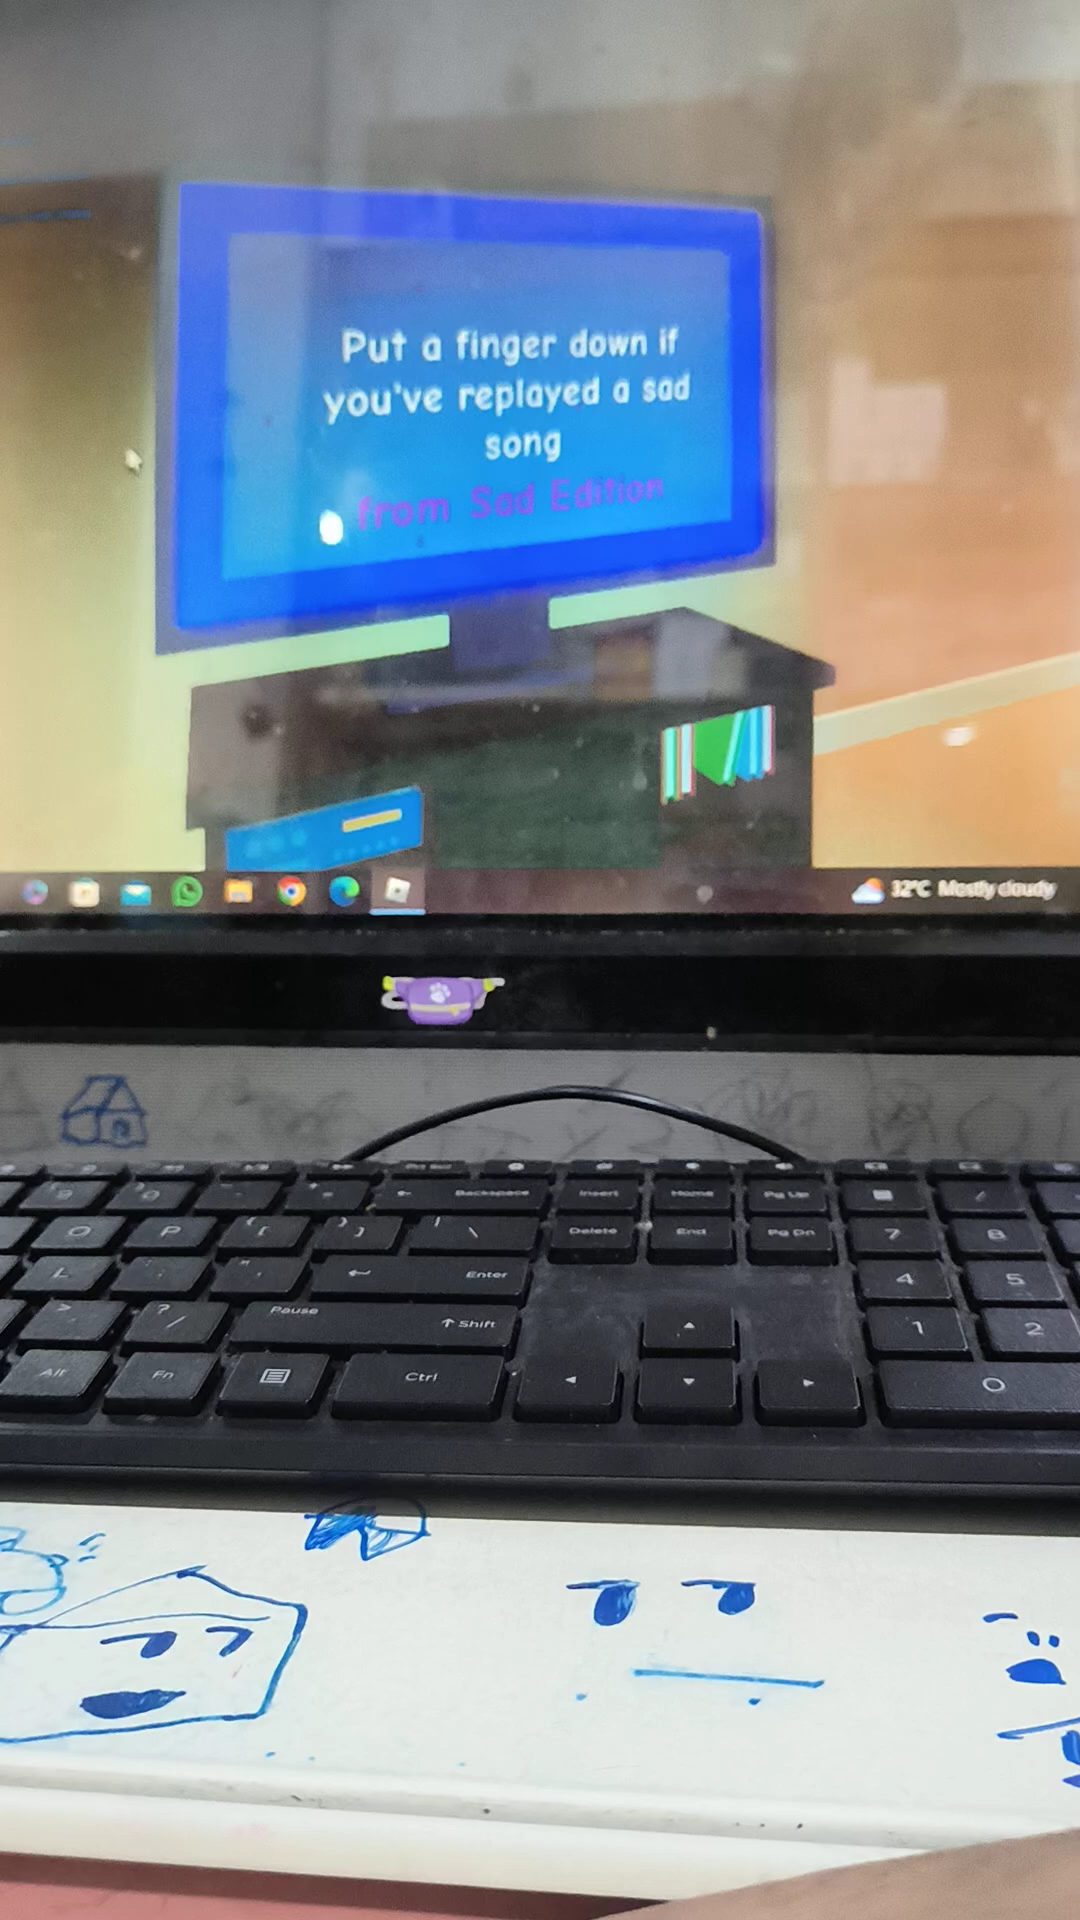 Put a finger down if
you've replayed a sad
song
from Sad Edition
32°C Mostly cloudy
Backspace Insert Home Pg Up /
O P Delete End Pg Dn 7 8
L Enter 4 5
Pause
? ↑ Shift 1 2
Alt Fn Ctrl 0